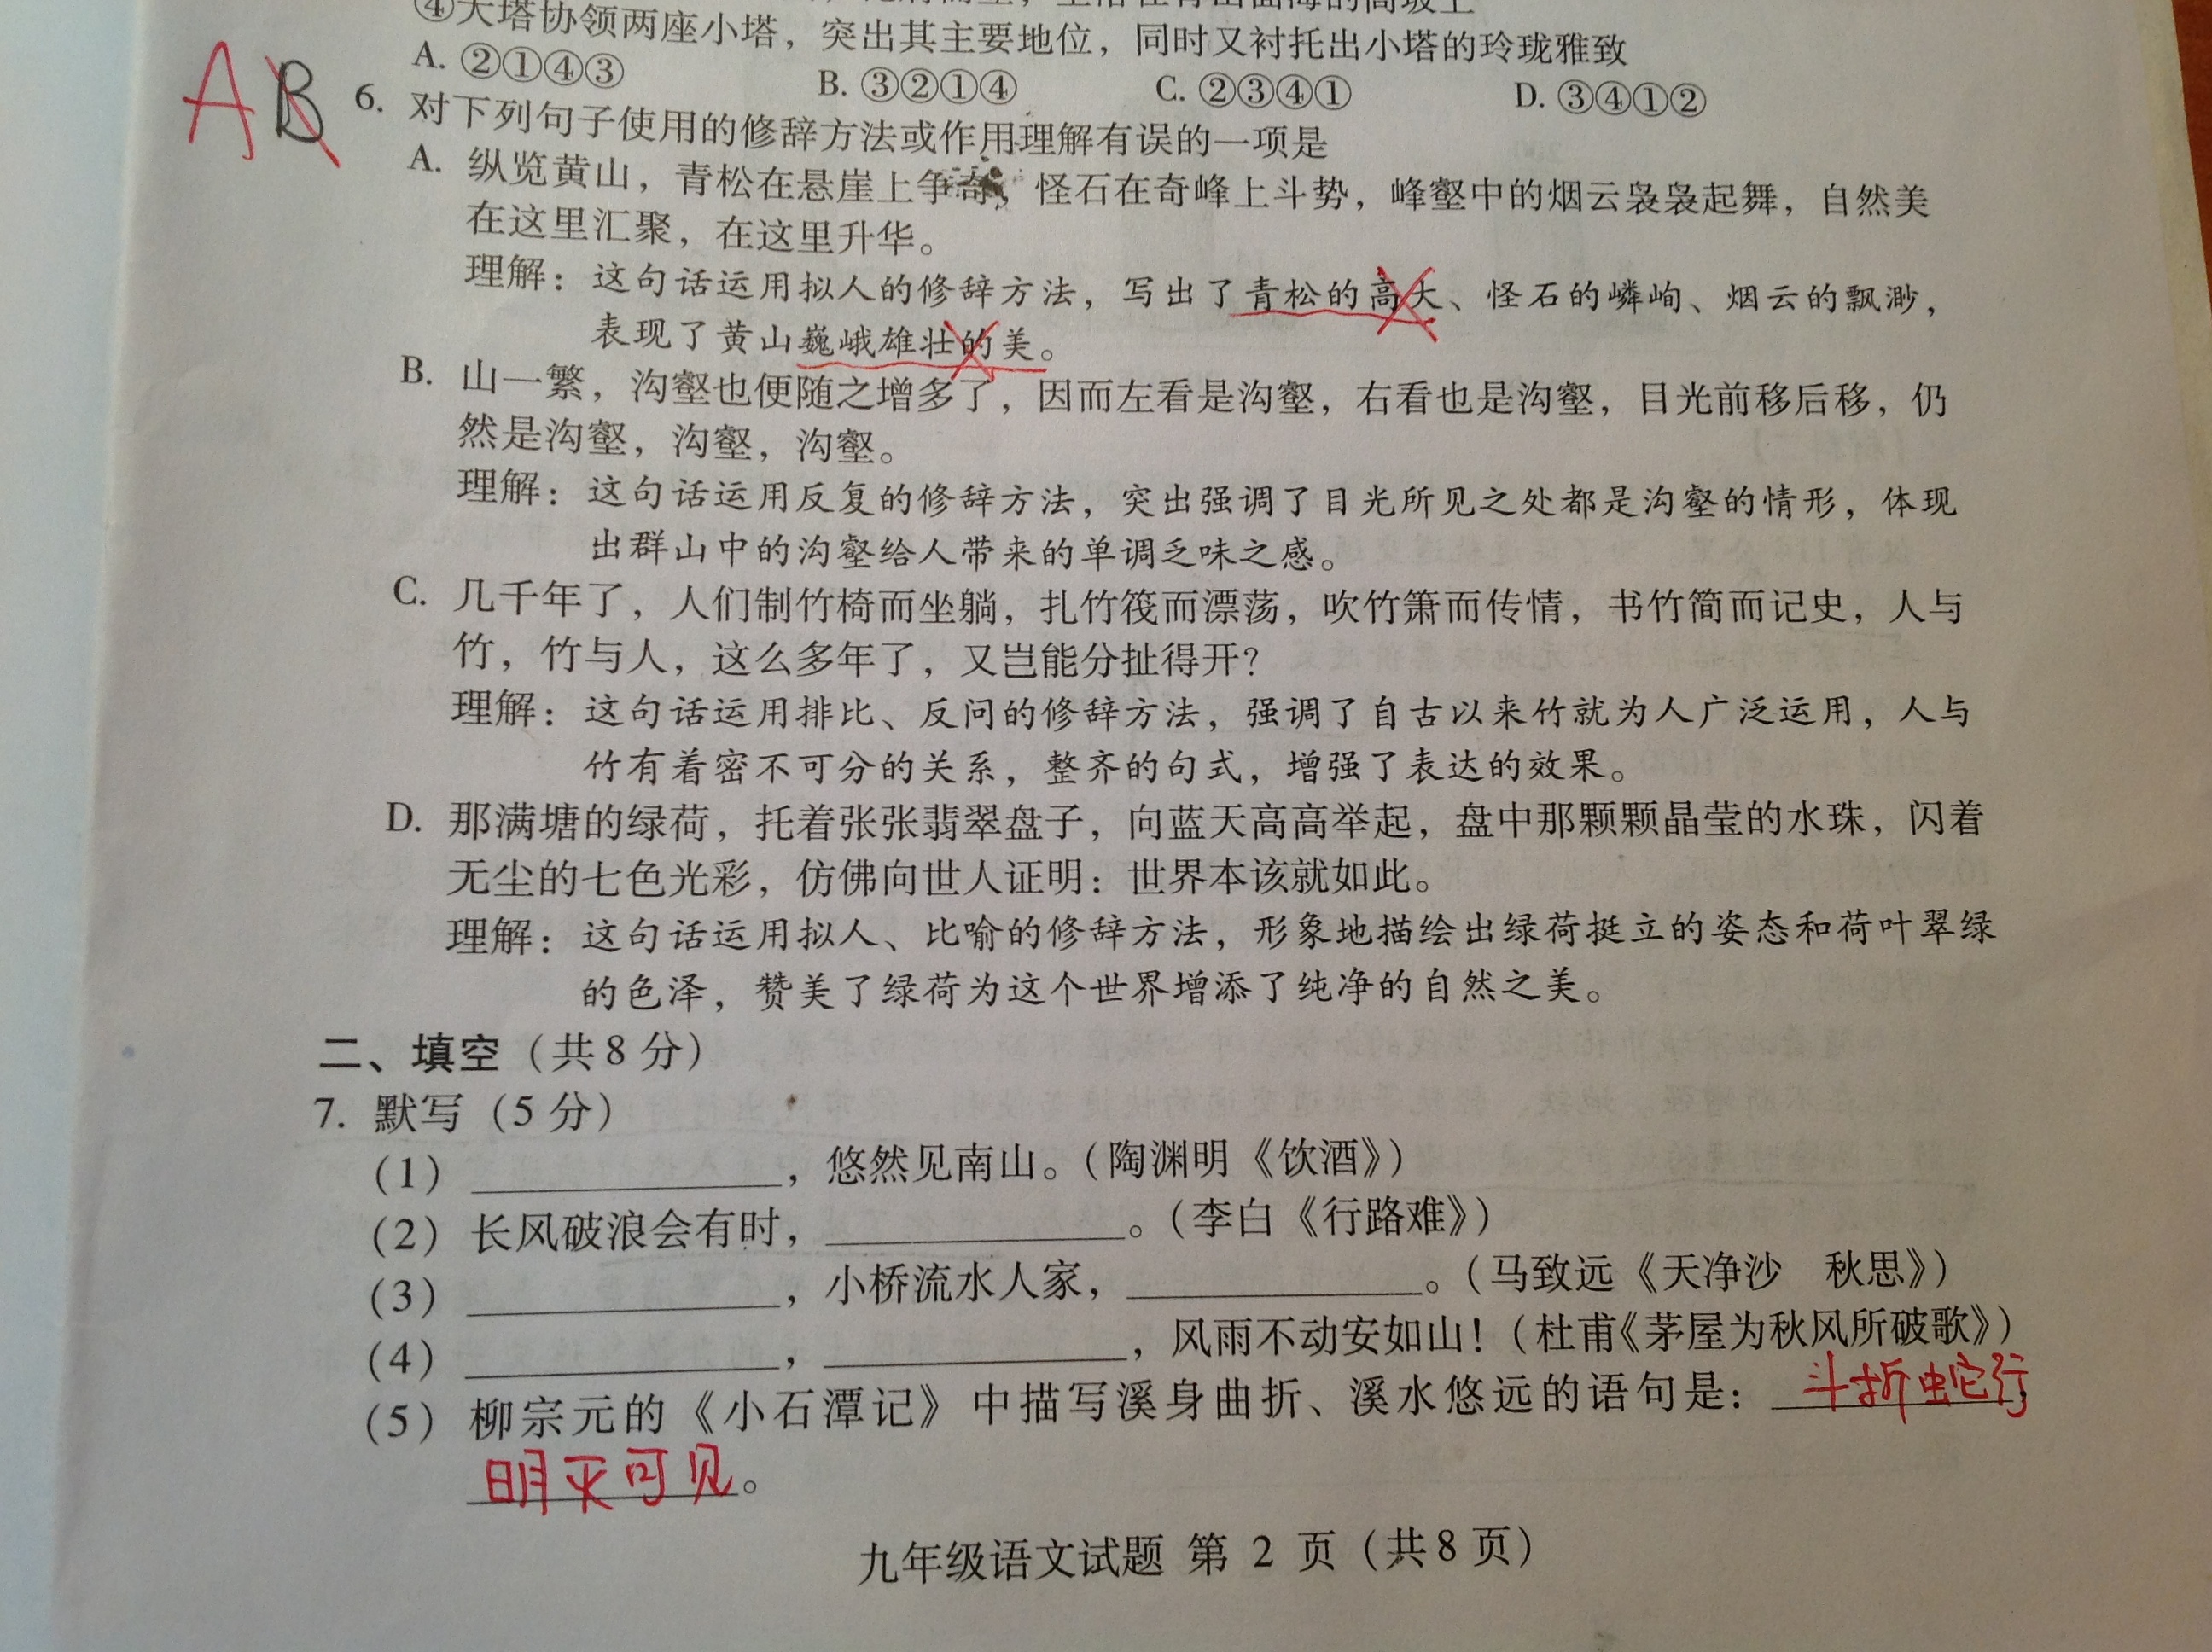 ④大塔协领两座小塔，突出其主要地位，同时又衬托出小塔的玲珑雅致
A. ②①④③ B. ③②①④ C. ②③④① D. ③④①②
AB
6. 对下列句子使用的修辞方法或作用理解有误的一项是
A. 纵览黄山，青松在悬崖上争奇，怪石在奇峰上斗势，峰壑中的烟云袅袅起舞，自然美
在这里汇聚，在这里升华。
理解：这句话运用拟人的修辞方法，写出了青松的高大、怪石的嶙峋、烟云的飘渺，
表现了黄山巍峨雄壮的美。
B. 山一繁，沟壑也便随之增多了，因而左看是沟壑，右看也是沟壑，目光前移后移，仍
然是沟壑，沟壑，沟壑。
理解：这句话运用反复的修辞方法，突出强调了目光所见之处都是沟壑的情形，体现
出群山中的沟壑给人带来的单调乏味之感。
C. 几千年了，人们制竹椅而坐躺，扎竹筏而漂荡，吹竹箫而传情，书竹简而记史，人与
竹，竹与人，这么多年了，又岂能分扯得开？
理解：这句话运用排比、反问的修辞方法，强调了自古以来竹就为人广泛运用，人与
竹有着密不可分的关系，整齐的句式，增强了表达的效果。
D. 那满塘的绿荷，托着张张翡翠盘子，向蓝天高高举起，盘中那颗颗晶莹的水珠，闪着
无尘的七色光彩，仿佛向世人证明：世界本该就如此。
理解：这句话运用拟人、比喻的修辞方法，形象地描绘出绿荷挺立的姿态和荷叶翠绿
的色泽，赞美了绿荷为这个世界增添了纯净的自然之美。
二、填空（共8分）
7. 默写（5分）
（1）____________，悠然见南山。（陶渊明《饮酒》）
（2）长风破浪会有时，____________。（李白《行路难》）
（3）____________，小桥流水人家，____________。（马致远《天净沙 秋思》）
（4）____________，____________，风雨不动安如山！（杜甫《茅屋为秋风所破歌》）
（5）柳宗元的《小石潭记》中描写溪身曲折、溪水悠远的语句是：斗折蛇行，
明灭可见。
九年级语文试题 第 2 页（共8页）